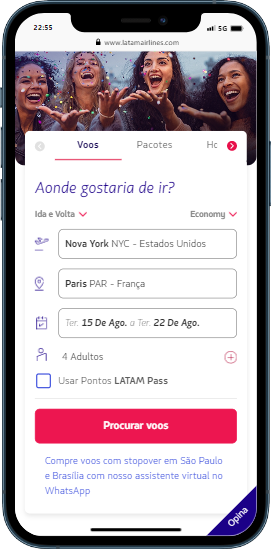 22:55
5G
www.latamairlines.com
Voos
Pacotes
Ho
Aonde gostaria de ir?
Ida e Volta
Economy
Nova York NYC - Estados Unidos
Paris PAR - França
Ter. 15 De Ago. a Ter. 22 De Ago.
4 Adultos
Usar Pontos LATAM Pass
Procurar voos
Compre voos com stopover em São Paulo
e Brasília com nosso assistente virtual no
WhatsApp
Opina